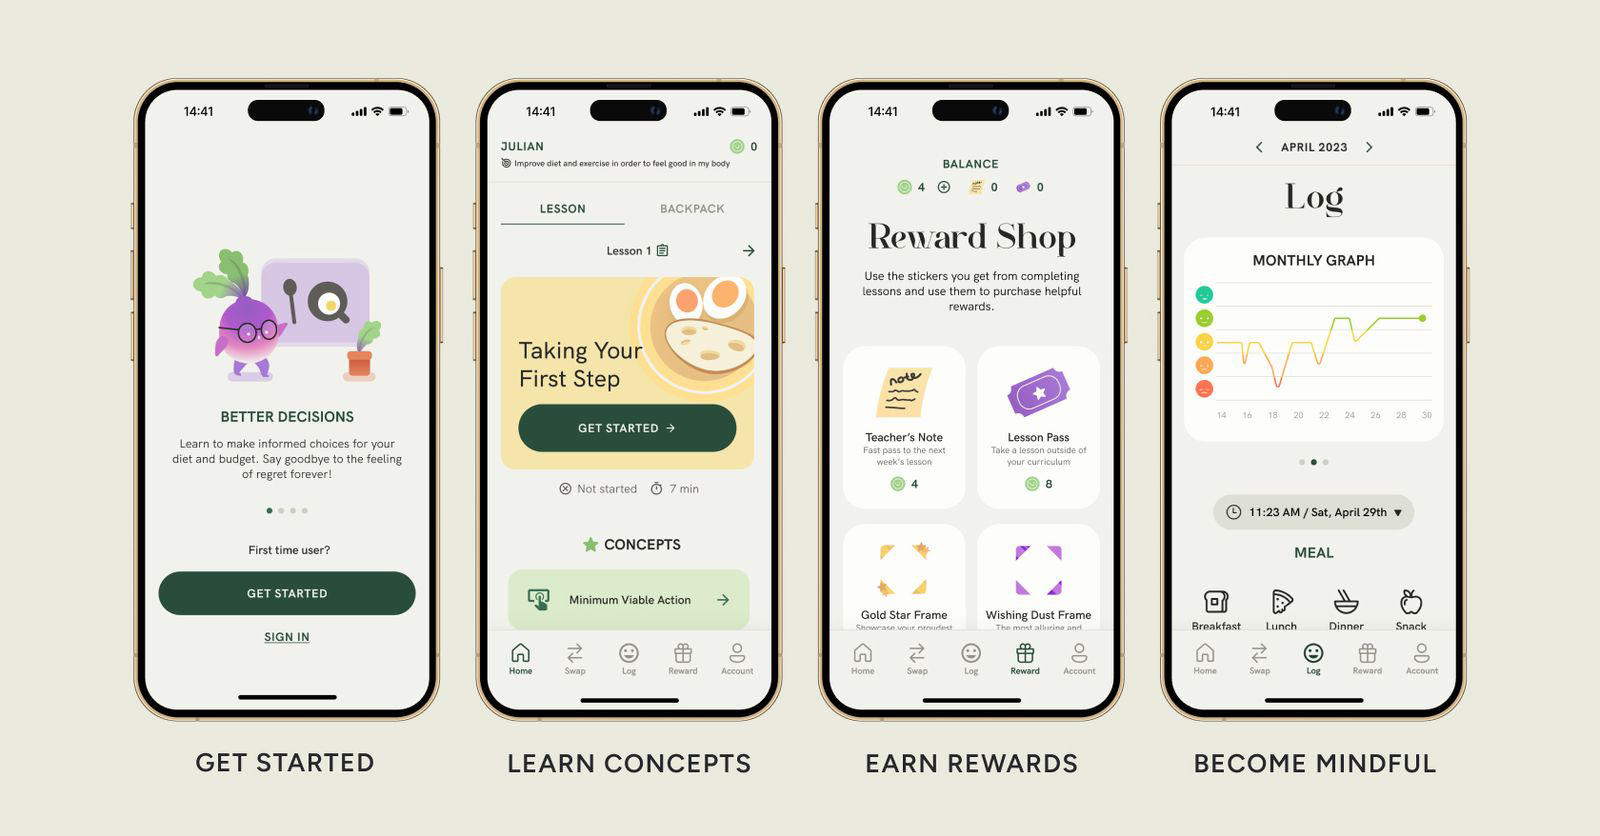 14:41
BETTER DECISIONS
Learn to make informed choices for your
diet and budget. Say goodbye to the feeling
of regret forever!
First time user?
GET STARTED
SIGN IN
GET STARTED
14:41
JULIAN
0
Improve diet and exercise in order to feel good in my body
LESSON
BACKPACK
Lesson 1
Taking Your
First Step
GET STARTED
Not started
7 min
CONCEPTS
Minimum Viable Action
Home
Swap
Log
Reward
Account
LEARN CONCEPTS
14:41
BALANCE
4
0
0
Reward Shop
Use the stickers you get from completing
lessons and use them to purchase helpful
rewards.
note
Teacher's Note
Fast pass to the next
week's lesson
4
Lesson Pass
Take a lesson outside of
your curriculum
8
Gold Star Frame
Showcase your proudest
Wishing Dust Frame
The most alluring and
Home
Swap
Log
Reward
Account
EARN REWARDS
14:41
APRIL 2023
Log
MONTHLY GRAPH
14 16 18 20 22 24 26 28 30
11:23 AM / Sat, April 29th
MEAL
Breakfast
Lunch
Dinner
Snack
Home
Swap
Log
Reward
Account
BECOME MINDFUL